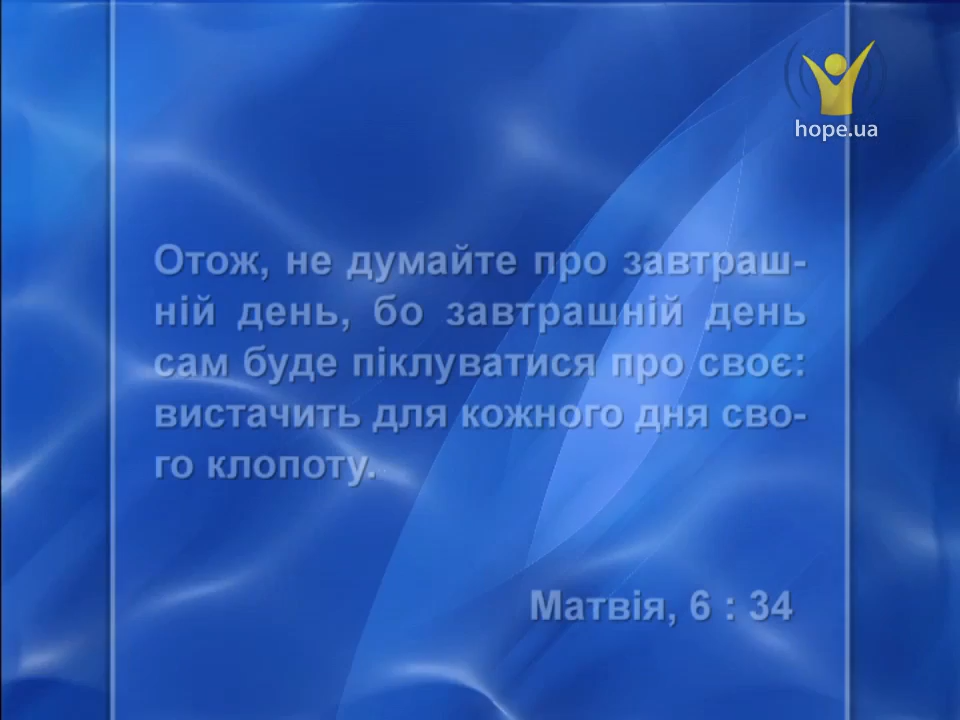 hope.ua
Отож, не думайте про завтраш-
ній день, бо завтрашній день
сам буде піклуватися про своє:
вистачить для кожного дня сво-
го клопоту.
Матвія, 6 : 34